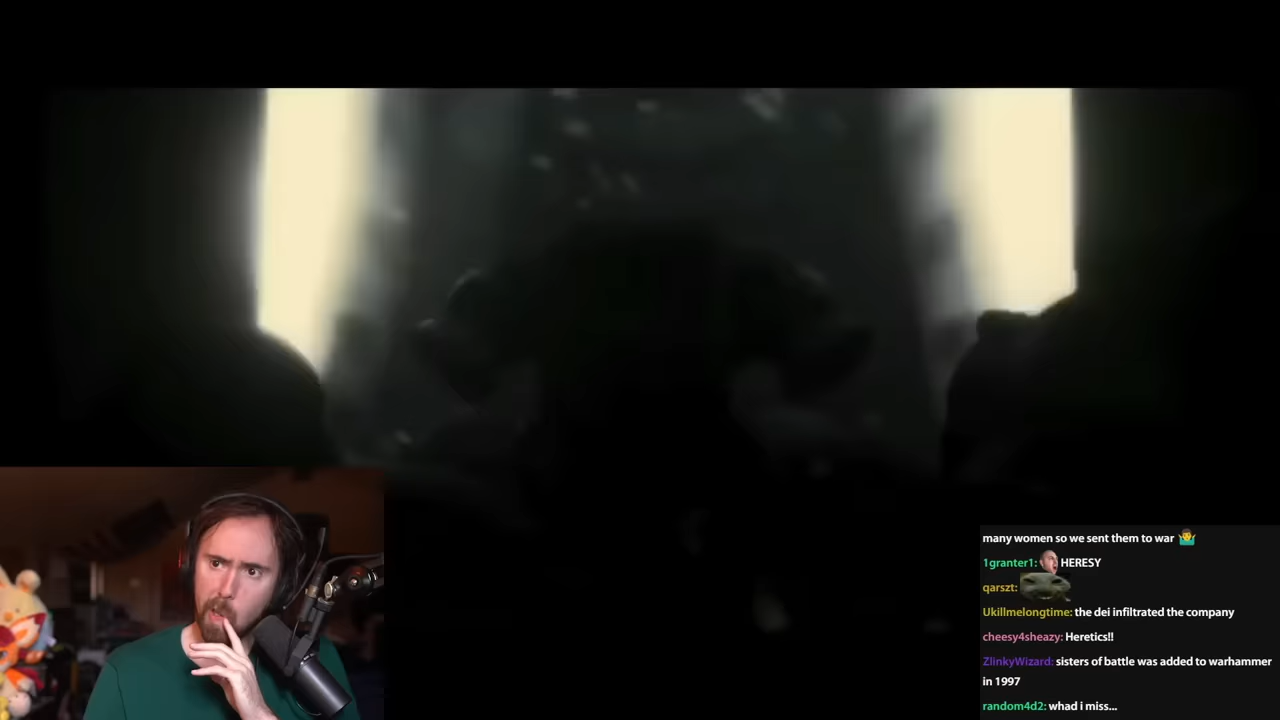 many women so we sent them to war
1granter1: HERESY
qarszt:
Ukillmelongtime: the dei infiltrated the company
cheesy4sheazy: Heretics!!
ZlinkyWizard: sisters of battle was added to warhammer
in 1997
random4d2: whad i miss...